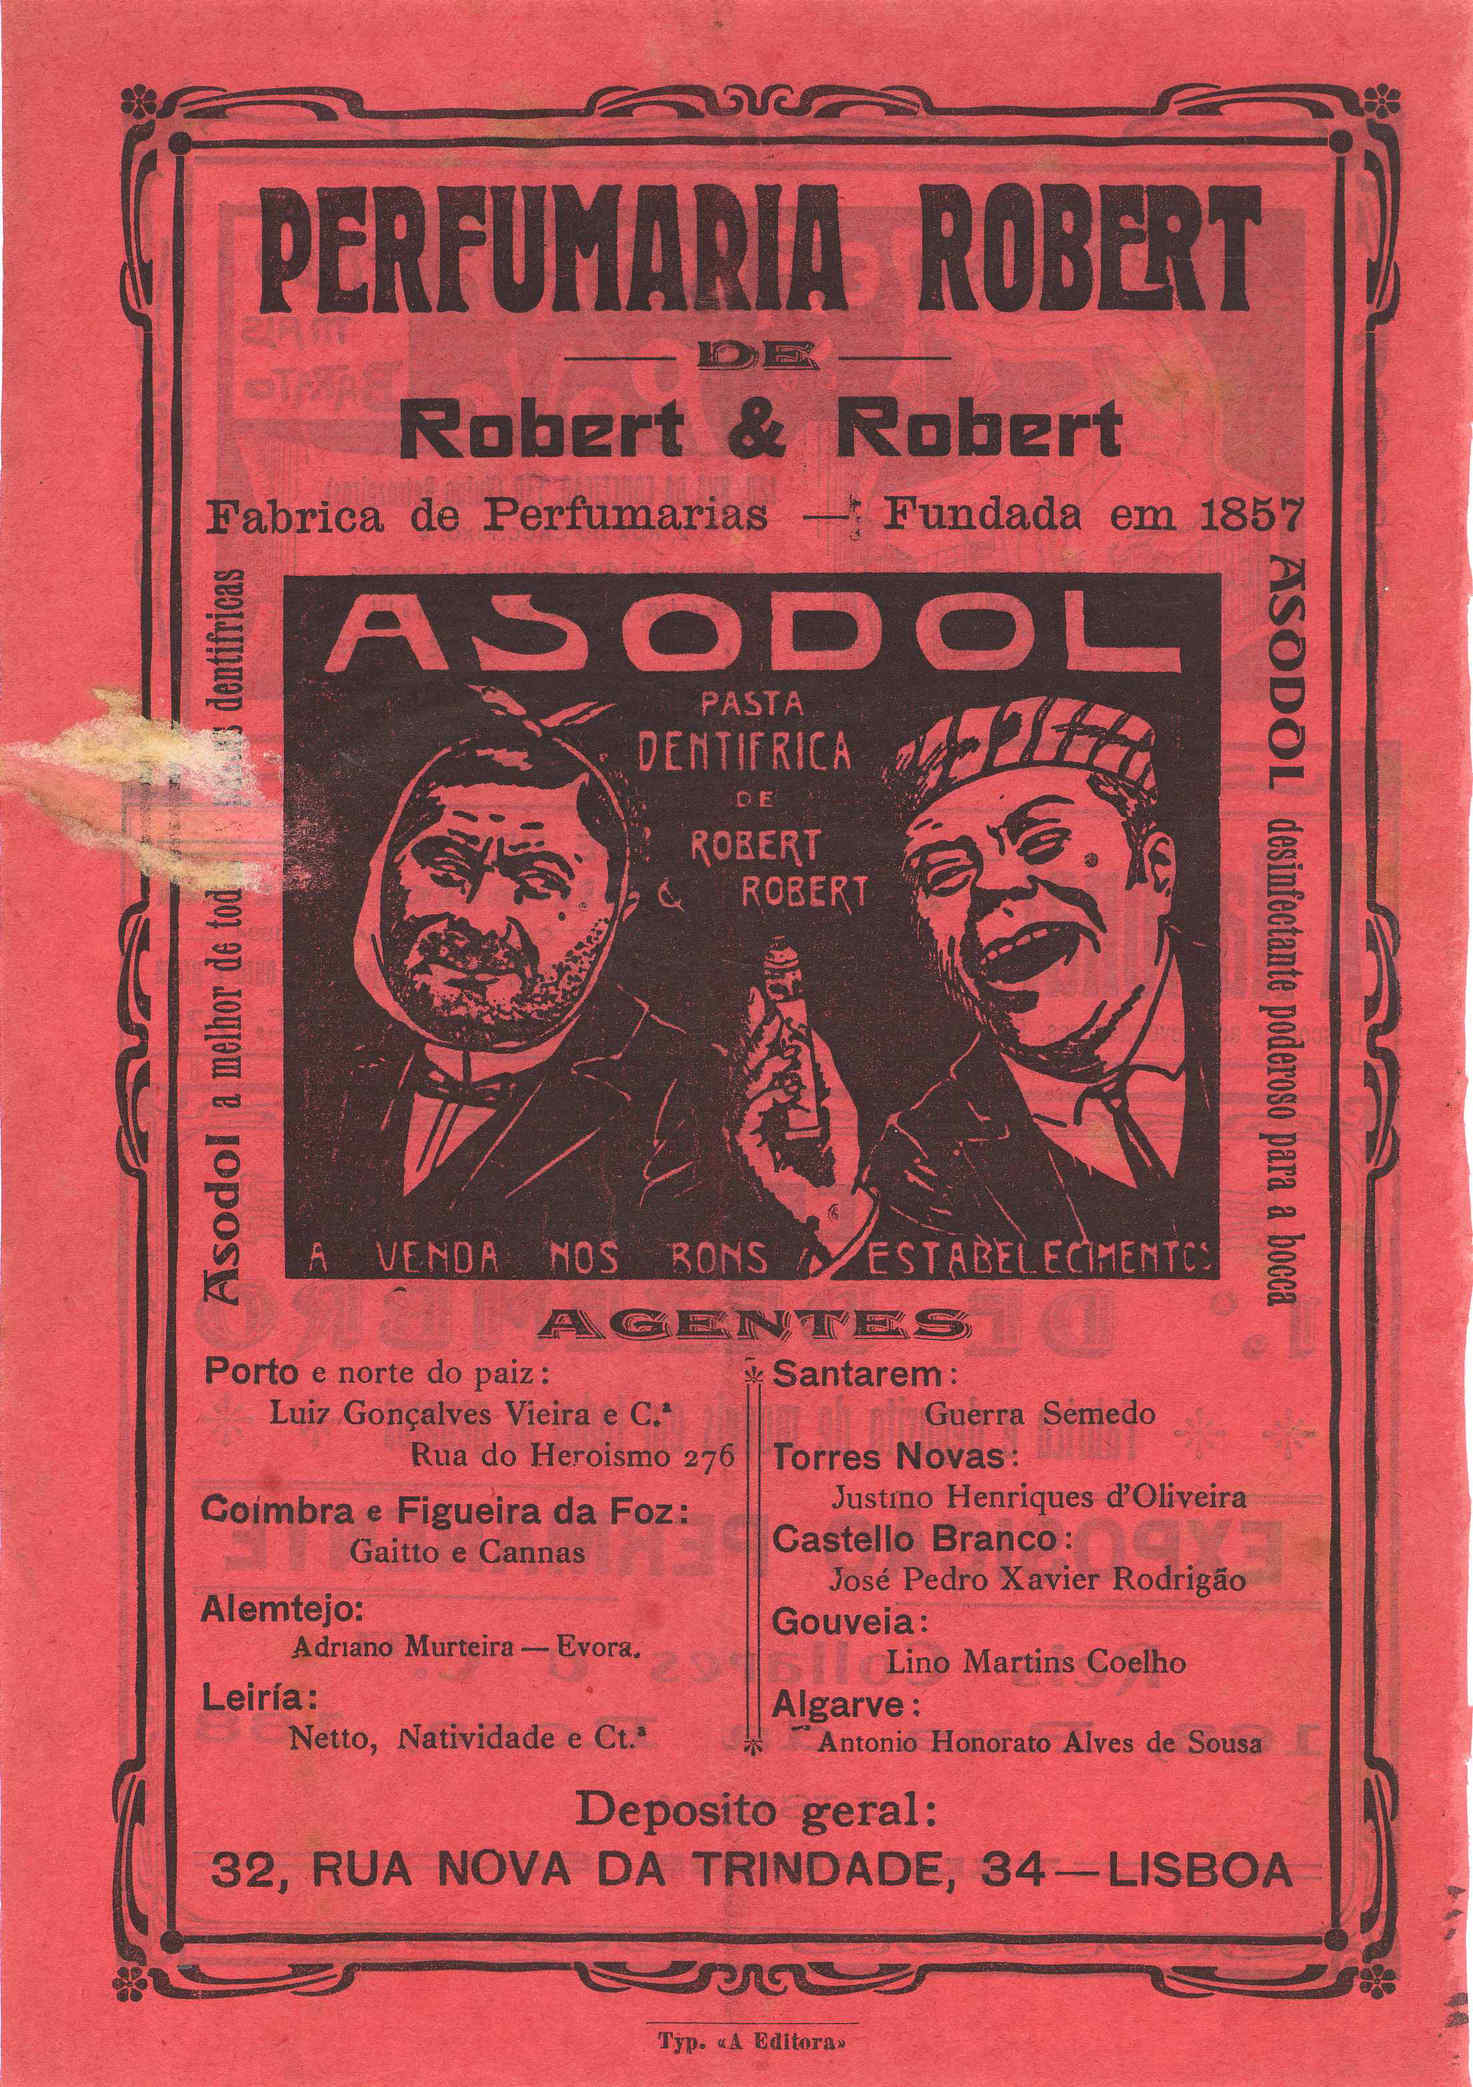 PERFUMARIA ROBERT
DE
Robert & Robert
Fabrica de Perfumarias — Fundada em 1857
Asodol a melhor de tod dentifricas
ASODOL
PASTA
DENTIFRICA
DE
ROBERT
& ROBERT
A VENDA NOS BONS ESTABELECIMENTOS
ASODOL desinfectante poderoso para a bocca
AGENTES
Porto e norte do paiz:
Luiz Gonçalves Vieira e C.ª
Rua do Heroismo 276
Coimbra e Figueira da Foz:
Gaitto e Cannas
Alemtejo:
Adriano Murteira — Evora.
Leiria:
Netto, Natividade e Ct.ª
Santarem:
Guerra Semedo
Torres Novas:
Justino Henriques d'Oliveira
Castello Branco:
José Pedro Xavier Rodrigão
Gouveia:
Lino Martins Coelho
Algarve:
Antonio Honorato Alves de Sousa
Deposito geral:
32, RUA NOVA DA TRINDADE, 34 — LISBOA
Typ. «A Editora»